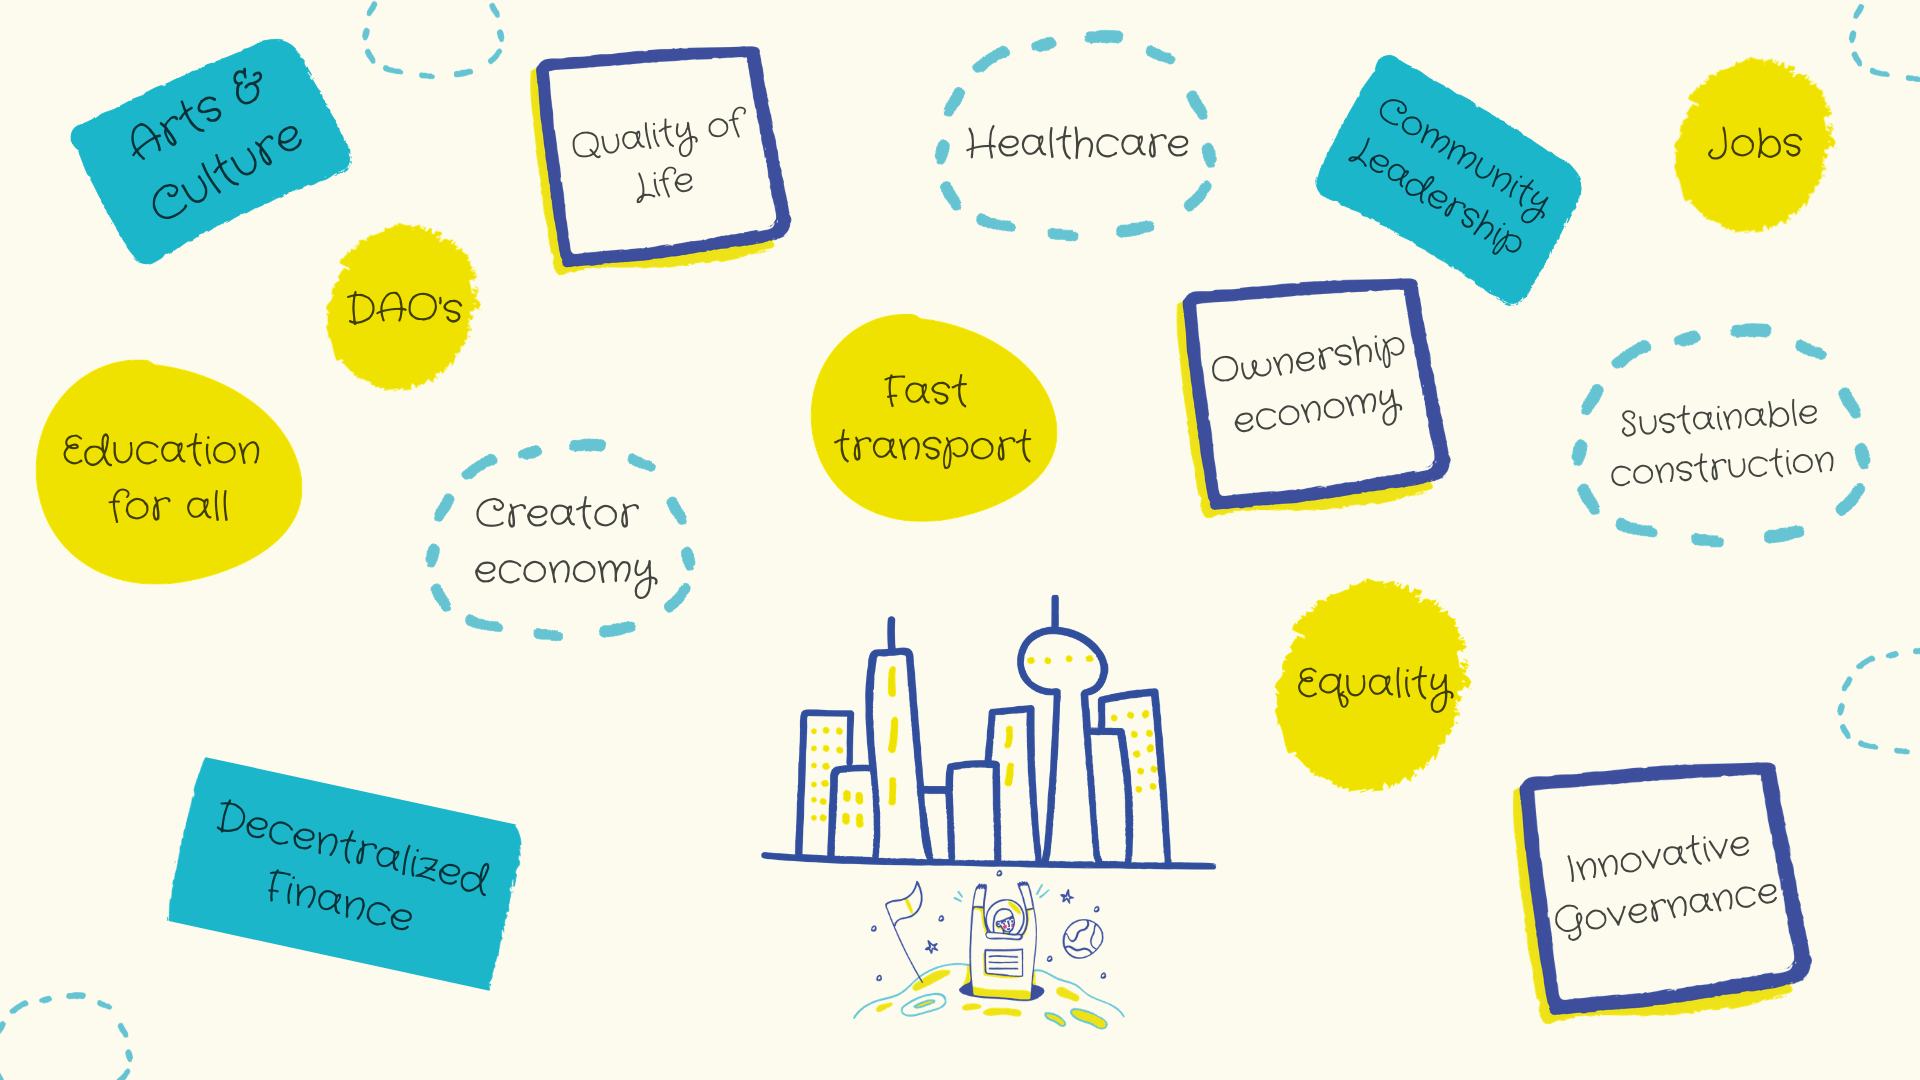 Arts &
Culture
Quality of
Life
Healthcare
Community
Leadership
Jobs
DAO's
Education
for all
Creator
economy
Fast
transport
Ownership
economy
Sustainable
construction
Equality
Decentralized
Finance
Innovative
Governance